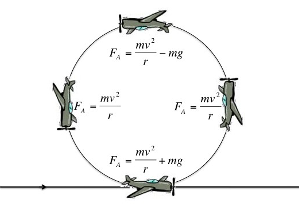 F_A = mv²/r − mg
F_A = mv²/r
F_A = mv²/r
F_A = mv²/r + mg